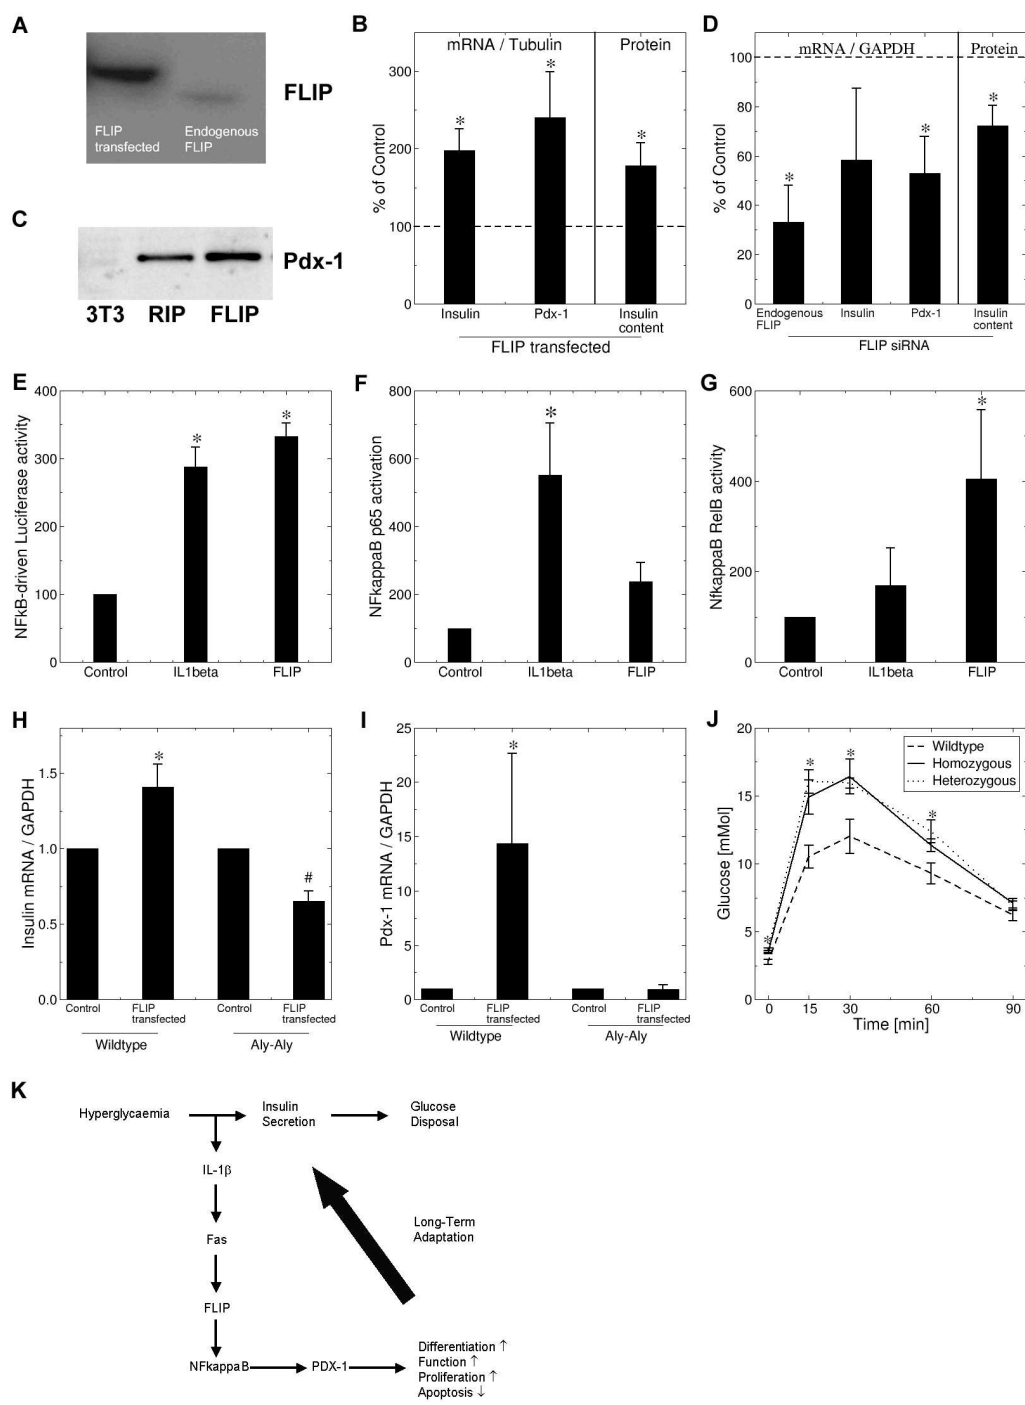 A
FLIP
transfected
Endogenous
FLIP
FLIP
B
mRNA / Tubulin
Protein
% of Control
300
200
100
0
*
*
*
Insulin
Pdx-1
Insulin
content
FLIP transfected
C
Pdx-1
3T3 RIP FLIP
D
mRNA / GAPDH
Protein
% of Control
100
80
60
40
20
0
*
*
*
Endogenous
FLIP
Insulin
Pdx-1
Insulin
content
FLIP siRNA
E
NFkB-driven Luciferase activity
400
300
200
100
0
*
*
Control
IL1beta
FLIP
F
NFkappaB p65 activation
800
600
400
200
0
*
Control
IL1beta
FLIP
G
NfkappaB RelB activity
600
400
200
0
*
Control
IL1beta
FLIP
H
Insulin mRNA / GAPDH
1.5
1.0
0.5
0.0
*
#
Control
FLIP
transfected
Control
FLIP
transfected
Wildtype
Aly-Aly
I
Pdx-1 mRNA / GAPDH
25
20
15
10
5
0
*
Control
FLIP
transfected
Control
FLIP
transfected
Wildtype
Aly-Aly
J
Glucose [mMol]
20
15
10
5
0
Wildtype
Homozygous
Heterozygous
*
*
*
*
0 15 30 60 90
Time [min]
K
Hyperglycaemia
Insulin
Secretion
Glucose
Disposal
IL-1β
Fas
FLIP
NFkappaB
PDX-1
Long-Term
Adaptation
Differentiation ↑
Function ↑
Proliferation ↑
Apoptosis ↓